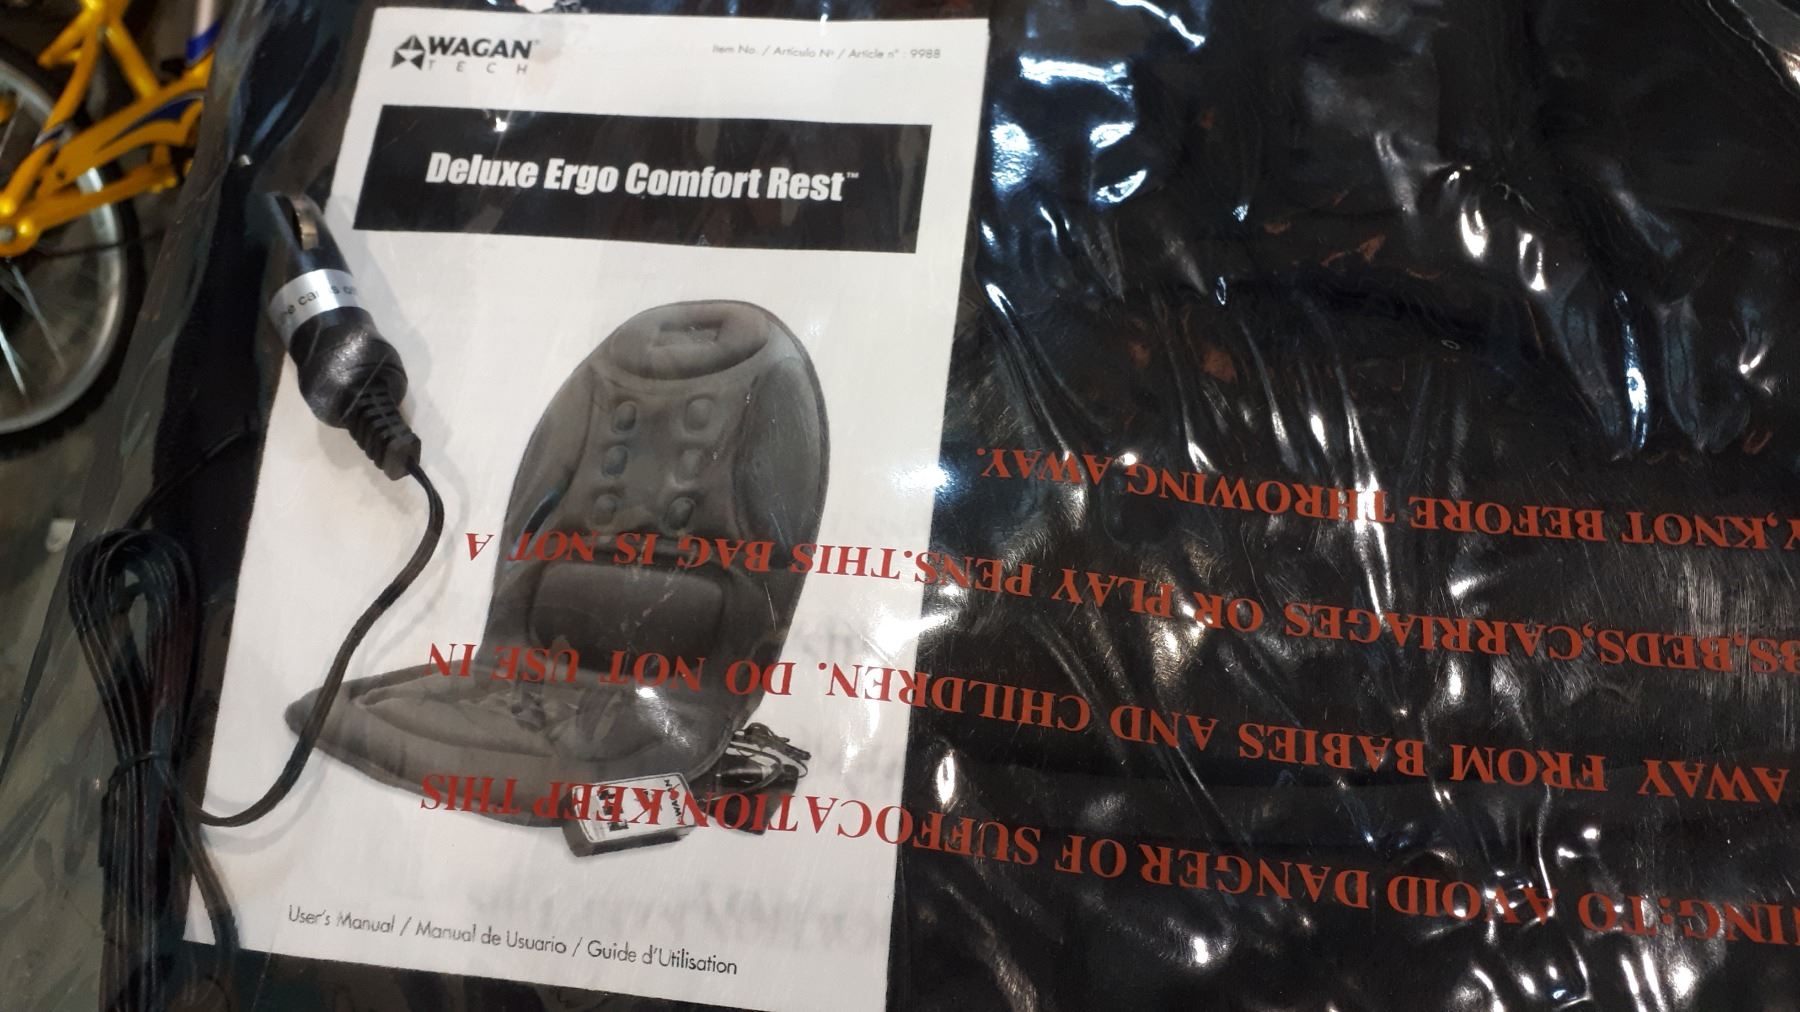 WAGAN
TECH
Item No. / Artículo Nº / Article n° : 9988
Deluxe Ergo Comfort Rest™
User's Manual / Manual de Usuario / Guide d'Utilisation
WAGAN
ING:TO AVOID DANGER OF SUFFOCATION.KEEP THIS
AWAY FROM BABIES AND CHILDREN. DO NOT USE IN
BS,BEDS,CARRIAGES OR PLAY PENS.THIS BAG IS NOT A
Y,KNOT BEFORE THROWING AWAY.